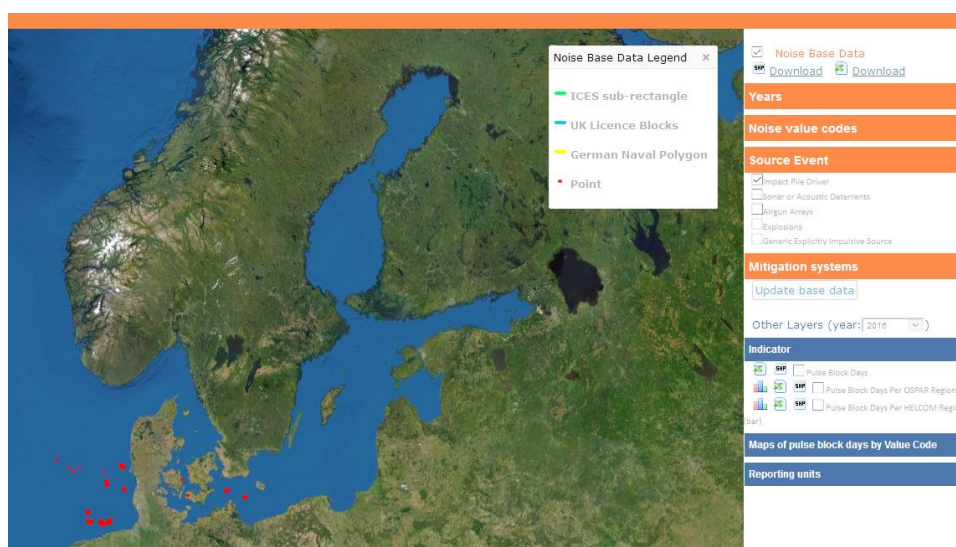 Noise Base Data Legend ×
ICES sub-rectangle
UK Licence Blocks
German Naval Polygon
Point
Noise Base Data
SHP Download Download
Years
Noise value codes
Source Event
Impact Pile Driver
Sonar or Acoustic Deterrents
Airgun Arrays
Explosions
Generic Explicitly Impulsive Source
Mitigation systems
Update base data
Other Layers (year: 2016 )
Indicator
SHP Pulse Block Days
SHP Pulse Block Days Per OSPAR Region
SHP Pulse Block Days Per HELCOM Regi
(bar)
Maps of pulse block days by Value Code
Reporting units